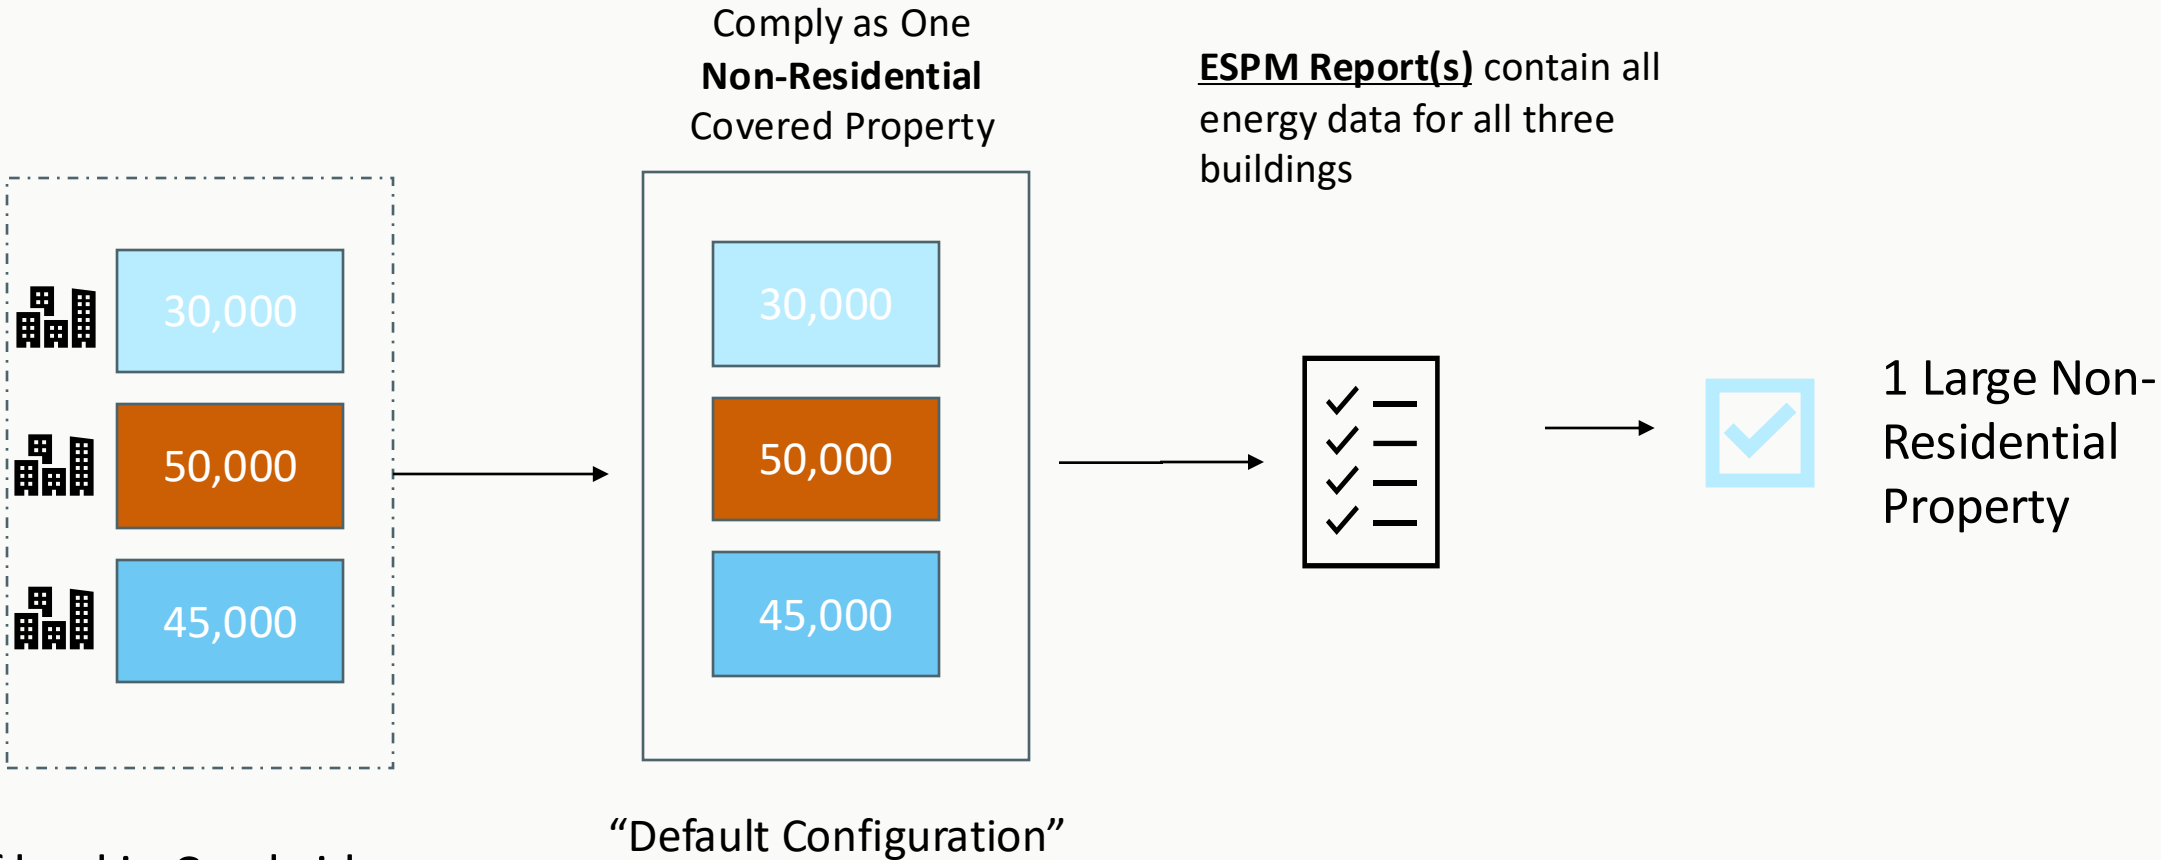 Comply as One
Non-Residential
Covered Property
ESPM Report(s) contain all
energy data for all three
buildings
30,000
50,000
45,000
30,000
50,000
45,000
1 Large Non-
Residential
Property
“Default Configuration”